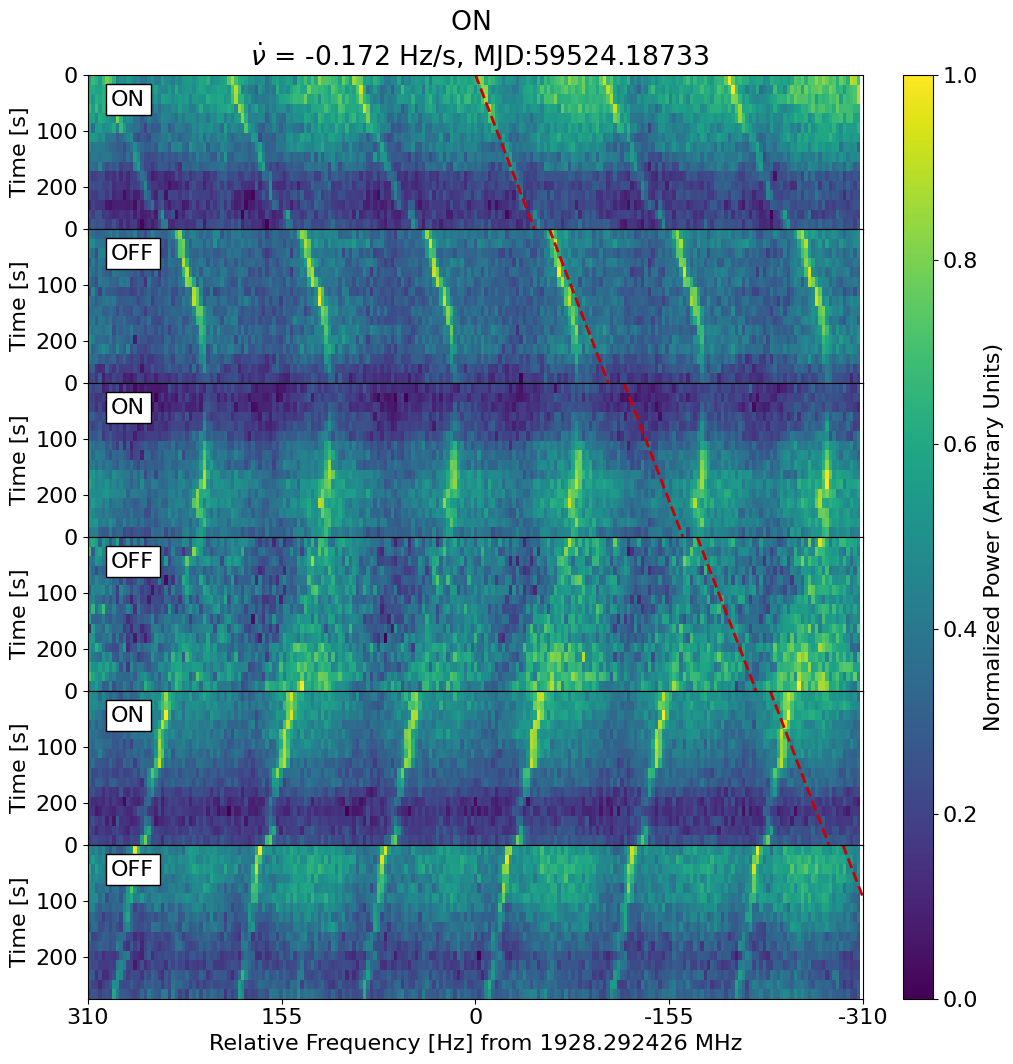 ON
ν̇ = -0.172 Hz/s, MJD:59524.18733
0
ON
100
Time [s]
200
0
OFF
100
Time [s]
200
0
ON
100
Time [s]
200
0
OFF
100
Time [s]
200
0
ON
100
Time [s]
200
0
OFF
100
Time [s]
200
310 155 0 -155 -310
Relative Frequency [Hz] from 1928.292426 MHz
1.0
0.8
0.6
0.4
0.2
0.0
Normalized Power (Arbitrary Units)